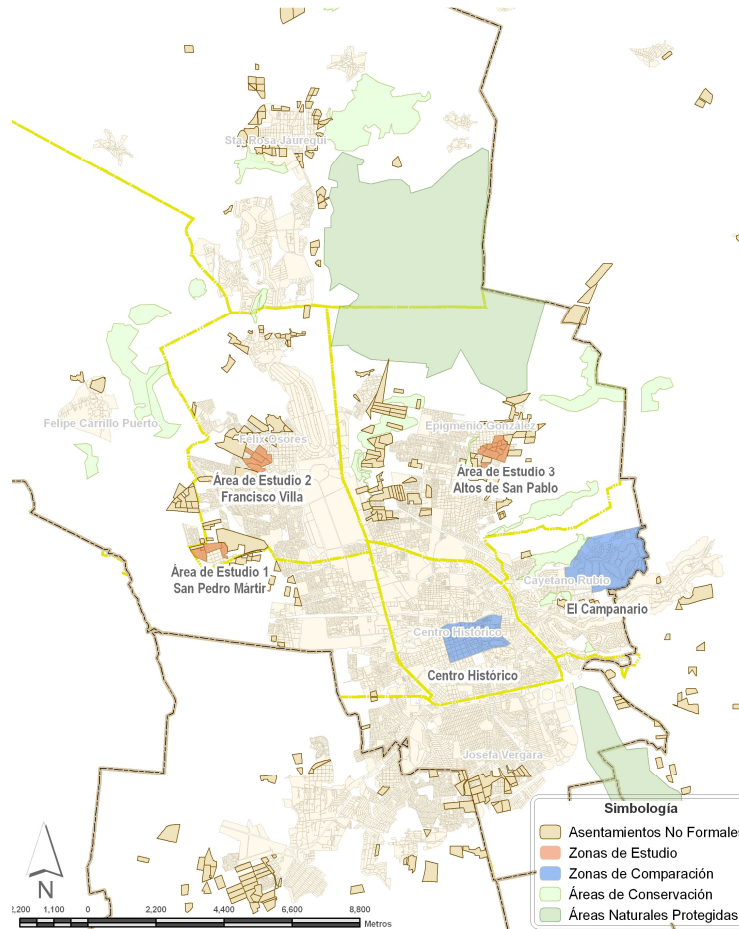 Sta. Rosa Jáuregui
Felipe Carrillo Puerto
Félix Osores
Epigmenio González
Área de Estudio 2
Francisco Villa
Área de Estudio 3
Altos de San Pablo
Área de Estudio 1
San Pedro Mártir
Cayetano Rubio
El Campanario
Centro Histórico
Centro Histórico
Josefa Vergara
Simbología
Asentamientos No Formales
Zonas de Estudio
Zonas de Comparación
Áreas de Conservación
Áreas Naturales Protegidas
N
2,200 1,100 0 2,200 4,400 6,600 8,800
Metros